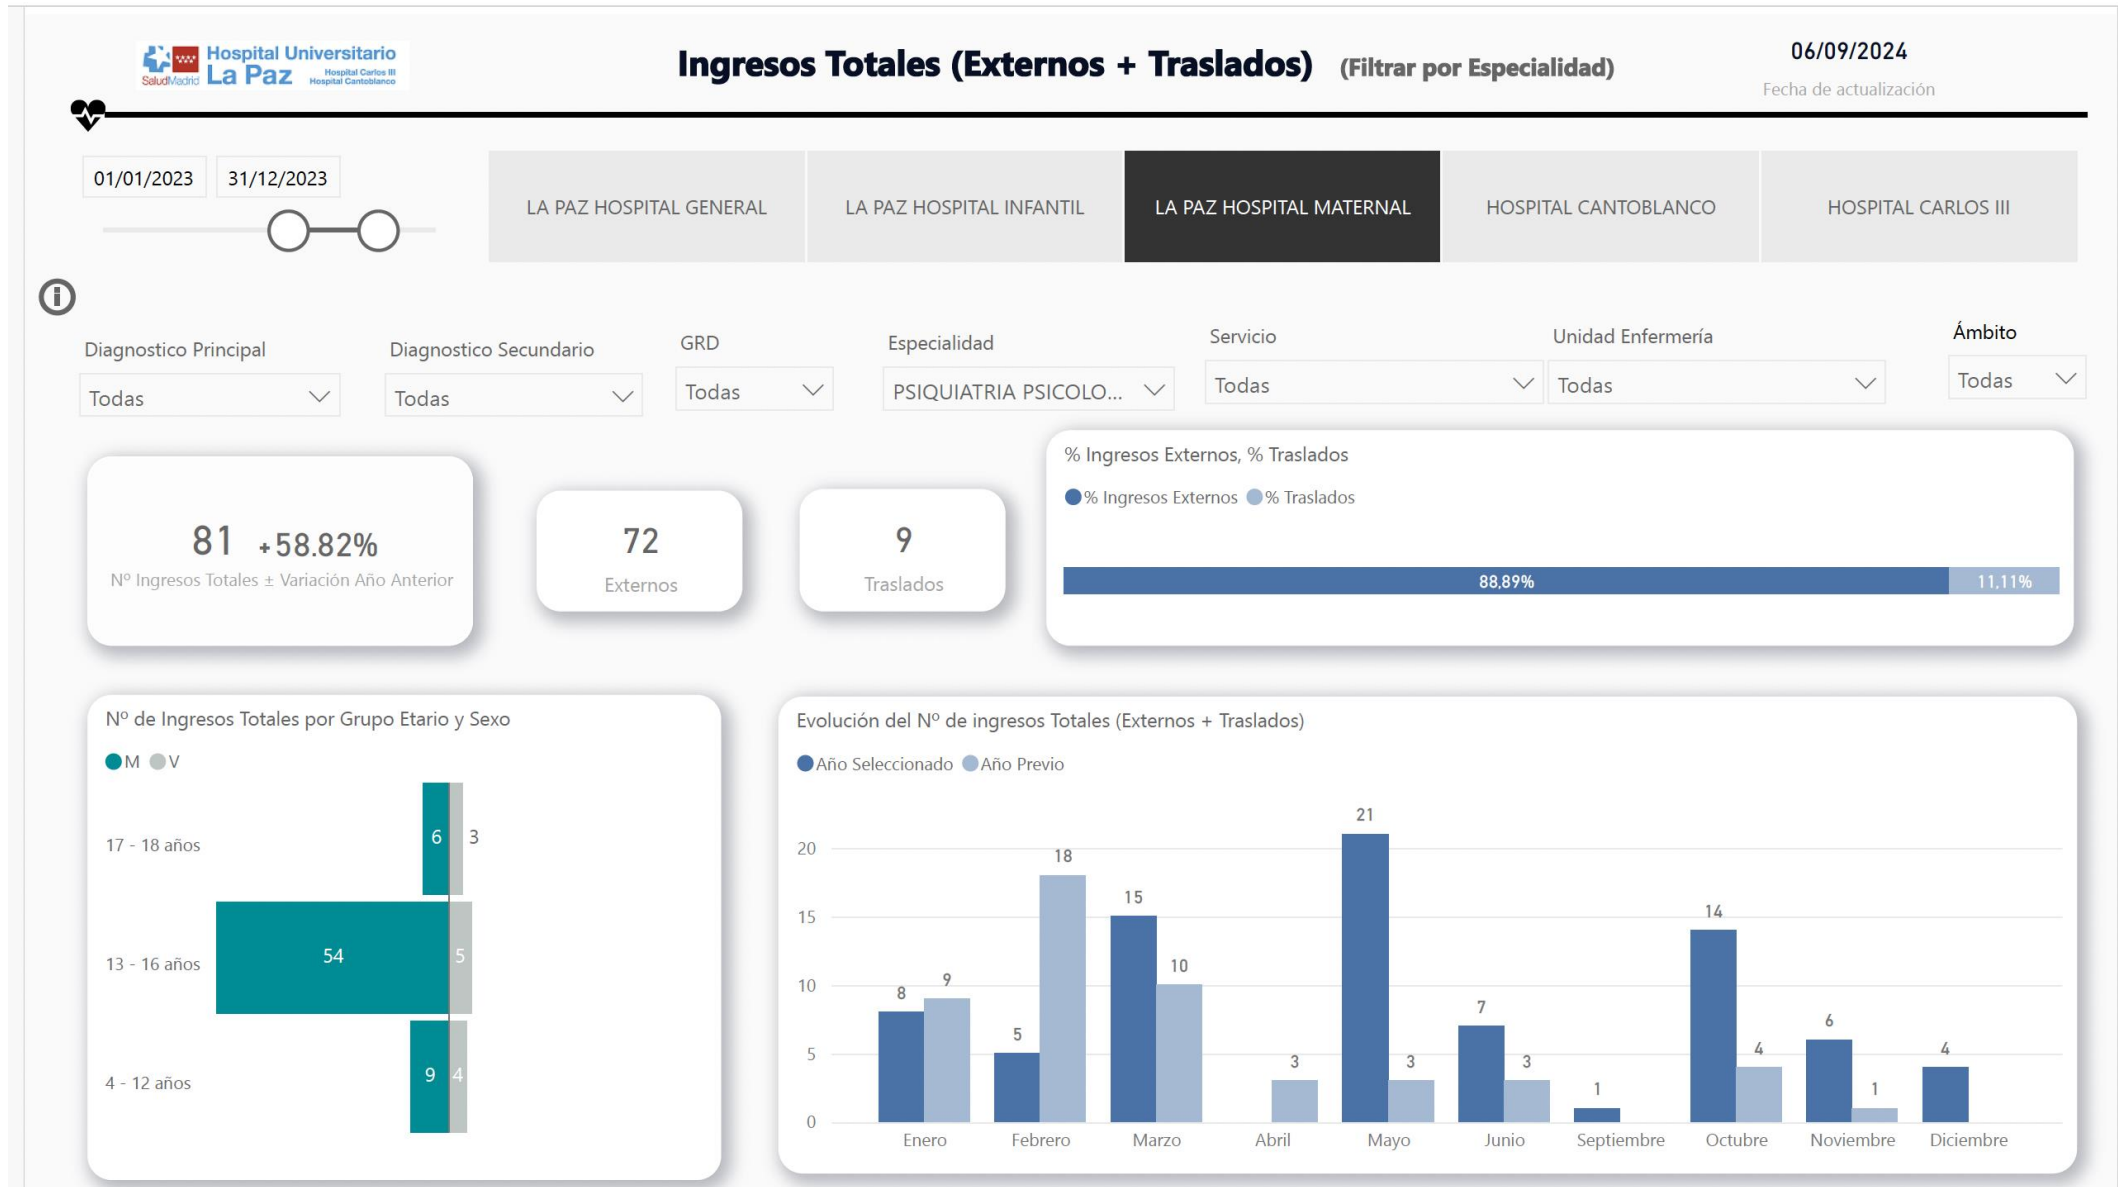 SaludMadrid
Hospital Universitario
La Paz
Hospital Carlos III
Hospital Cantoblanco
Ingresos Totales (Externos + Traslados) (Filtrar por Especialidad)
06/09/2024
Fecha de actualización
01/01/2023 31/12/2023
LA PAZ HOSPITAL GENERAL
LA PAZ HOSPITAL INFANTIL
LA PAZ HOSPITAL MATERNAL
HOSPITAL CANTOBLANCO
HOSPITAL CARLOS III
Diagnostico Principal
Todas
Diagnostico Secundario
Todas
GRD
Todas
Especialidad
PSIQUIATRIA PSICOLO...
Servicio
Todas
Unidad Enfermería
Todas
Ámbito
Todas
81 +58.82%
Nº Ingresos Totales ± Variación Año Anterior
72
Externos
9
Traslados
% Ingresos Externos, % Traslados
% Ingresos Externos % Traslados
88,89% 11,11%
Nº de Ingresos Totales por Grupo Etario y Sexo
M V
17 - 18 años 6 3
13 - 16 años 54 5
4 - 12 años 9 4
Evolución del Nº de ingresos Totales (Externos + Traslados)
Año Seleccionado Año Previo
20
15
10
5
0
8 9
5 18
15 10
3
21 3
7 3
1
14 4
6 1
4
Enero Febrero Marzo Abril Mayo Junio Septiembre Octubre Noviembre Diciembre